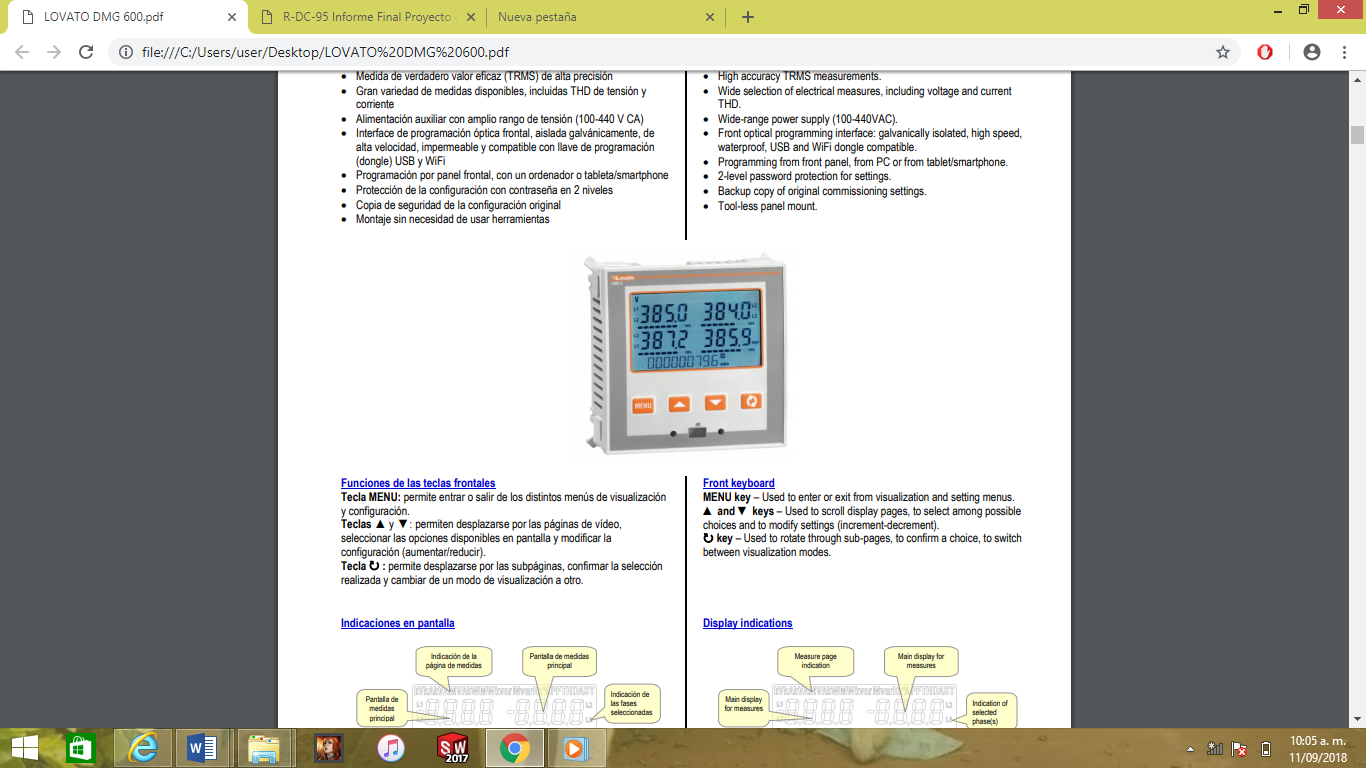 LOVATO DMG 600.pdf
R-DC-95 Informe Final Proyecto
Nueva pestaña
file:///C:/Users/user/Desktop/LOVATO%20DMG%20600.pdf
• Medida de verdadero valor eficaz (TRMS) de alta precisión
• Gran variedad de medidas disponibles, incluidas THD de tensión y
corriente
• Alimentación auxiliar con amplio rango de tensión (100-440 V CA)
• Interface de programación óptica frontal, aislada galvánicamente, de
alta velocidad, impermeable y compatible con llave de programación
(dongle) USB y WiFi
• Programación por panel frontal, con un ordenador o tableta/smartphone
• Protección de la configuración con contraseña en 2 niveles
• Copia de seguridad de la configuración original
• Montaje sin necesidad de usar herramientas
• High accuracy TRMS measurements.
• Wide selection of electrical measures, including voltage and current
THD.
• Wide-range power supply (100-440VAC).
• Front optical programming interface: galvanically isolated, high speed,
waterproof, USB and WiFi dongle compatible.
• Programming from front panel, from PC or from tablet/smartphone.
• 2-level password protection for settings.
• Backup copy of original commissioning settings.
• Tool-less panel mount.
Lovato
V
L1 385.0 384.0 L2
L2 L3
L3 387.2 385.9
L1
00000079.6
MENU
Funciones de las teclas frontales
Tecla MENU: permite entrar o salir de los distintos menús de visualización
y configuración.
Teclas ▲ y ▼: permiten desplazarse por las páginas de vídeo,
seleccionar las opciones disponibles en pantalla y modificar la
configuración (aumentar/reducir).
Tecla ↻ : permite desplazarse por las subpáginas, confirmar la selección
realizada y cambiar de un modo de visualización a otro.
Front keyboard
MENU key – Used to enter or exit from visualization and setting menus.
▲ and ▼ keys – Used to scroll display pages, to select among possible
choices and to modify settings (increment-decrement).
↻ key – Used to rotate through sub-pages, to confirm a choice, to switch
between visualization modes.
Indicaciones en pantalla
Indicación de la
página de medidas
Pantalla de medidas
principal
Pantalla de
medidas
principal
Indicación de
las fases
seleccionadas
Display indications
Measure page
indication
Main display for
measures
Main display
for measures
Indication of
selected
phase(s)
W
SW
2017
10:05 a. m.
11/09/2018